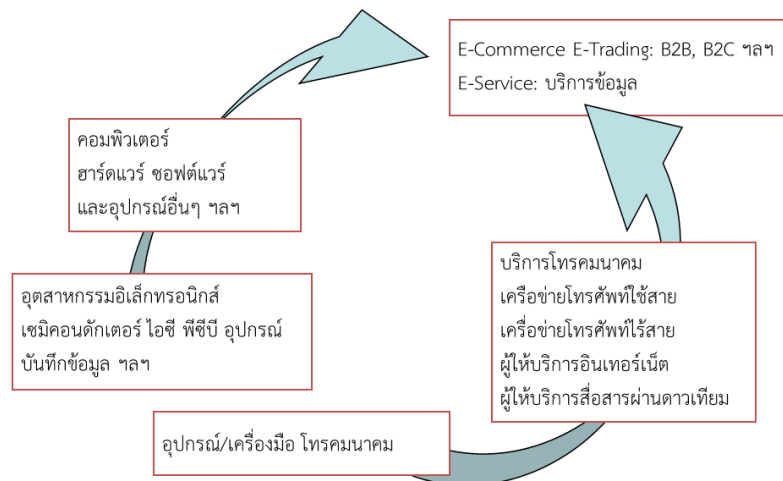 E-Commerce E-Trading: B2B, B2C ฯลฯ
E-Service: บริการข้อมูล
คอมพิวเตอร์
ฮาร์ดแวร์ ซอฟต์แวร์
และอุปกรณ์อื่นๆ ฯลฯ
อุตสาหกรรมอิเล็กทรอนิกส์
เซมิคอนดักเตอร์ ไอซี พีซีบี อุปกรณ์
บันทึกข้อมูล ฯลฯ
บริการโทรคมนาคม
เครือข่ายโทรศัพท์ใช้สาย
เครื่อข่ายโทรศัพท์ไร้สาย
ผู้ให้บริการอินเทอร์เน็ต
ผู้ให้บริการสื่อสารผ่านดาวเทียม
อุปกรณ์/เครื่องมือ โทรคมนาคม